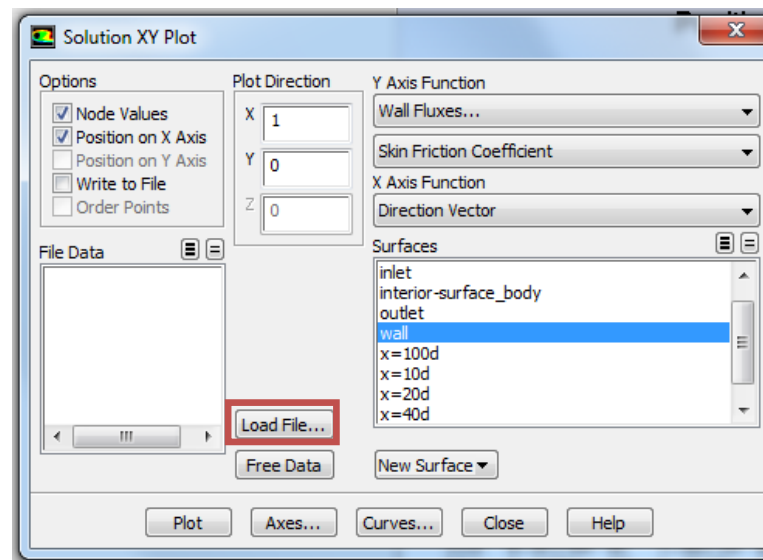 Solution XY Plot
Options
Node Values
Position on X Axis
Position on Y Axis
Write to File
Order Points
Plot Direction
X 1
Y 0
Z 0
Y Axis Function
Wall Fluxes...
Skin Friction Coefficient
X Axis Function
Direction Vector
File Data
Surfaces
inlet
interior-surface_body
outlet
wall
x=100d
x=10d
x=20d
x=40d
Load File...
Free Data
New Surface
Plot
Axes...
Curves...
Close
Help